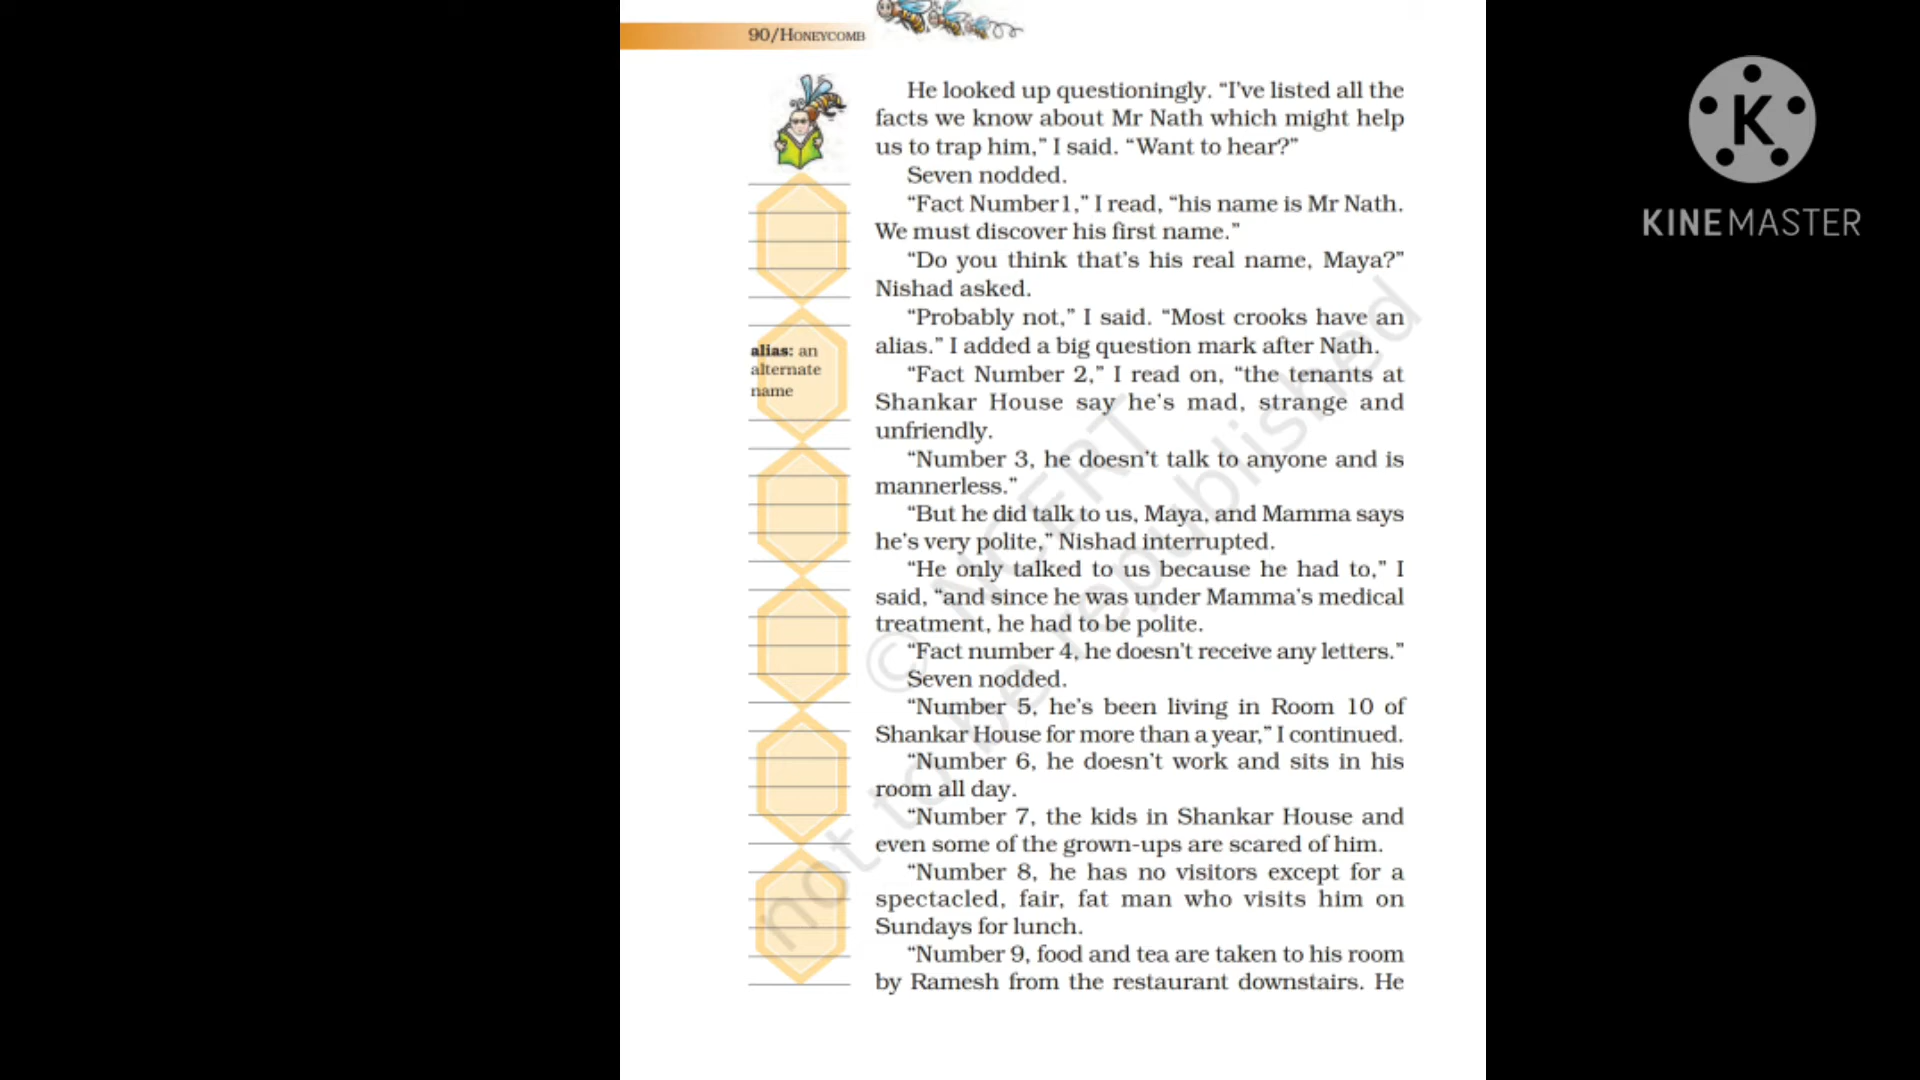 90/HONEYCOMB
He looked up questioningly. “I’ve listed all the
facts we know about Mr Nath which might help
us to trap him,” I said. “Want to hear?”
Seven nodded.
“Fact Number1,” I read, “his name is Mr Nath.
We must discover his first name.”
“Do you think that’s his real name, Maya?”
Nishad asked.
“Probably not,” I said. “Most crooks have an
alias.” I added a big question mark after Nath.
alias: an
alternate
name
“Fact Number 2,” I read on, “the tenants at
Shankar House say he’s mad, strange and
unfriendly.
“Number 3, he doesn’t talk to anyone and is
mannerless.”
“But he did talk to us, Maya, and Mamma says
he’s very polite,” Nishad interrupted.
“He only talked to us because he had to,” I
said, “and since he was under Mamma’s medical
treatment, he had to be polite.
“Fact number 4, he doesn’t receive any letters.”
Seven nodded.
“Number 5, he’s been living in Room 10 of
Shankar House for more than a year,” I continued.
“Number 6, he doesn’t work and sits in his
room all day.
“Number 7, the kids in Shankar House and
even some of the grown-ups are scared of him.
“Number 8, he has no visitors except for a
spectacled, fair, fat man who visits him on
Sundays for lunch.
“Number 9, food and tea are taken to his room
by Ramesh from the restaurant downstairs. He
© NCERT
not to be republished
K
KINEMASTER